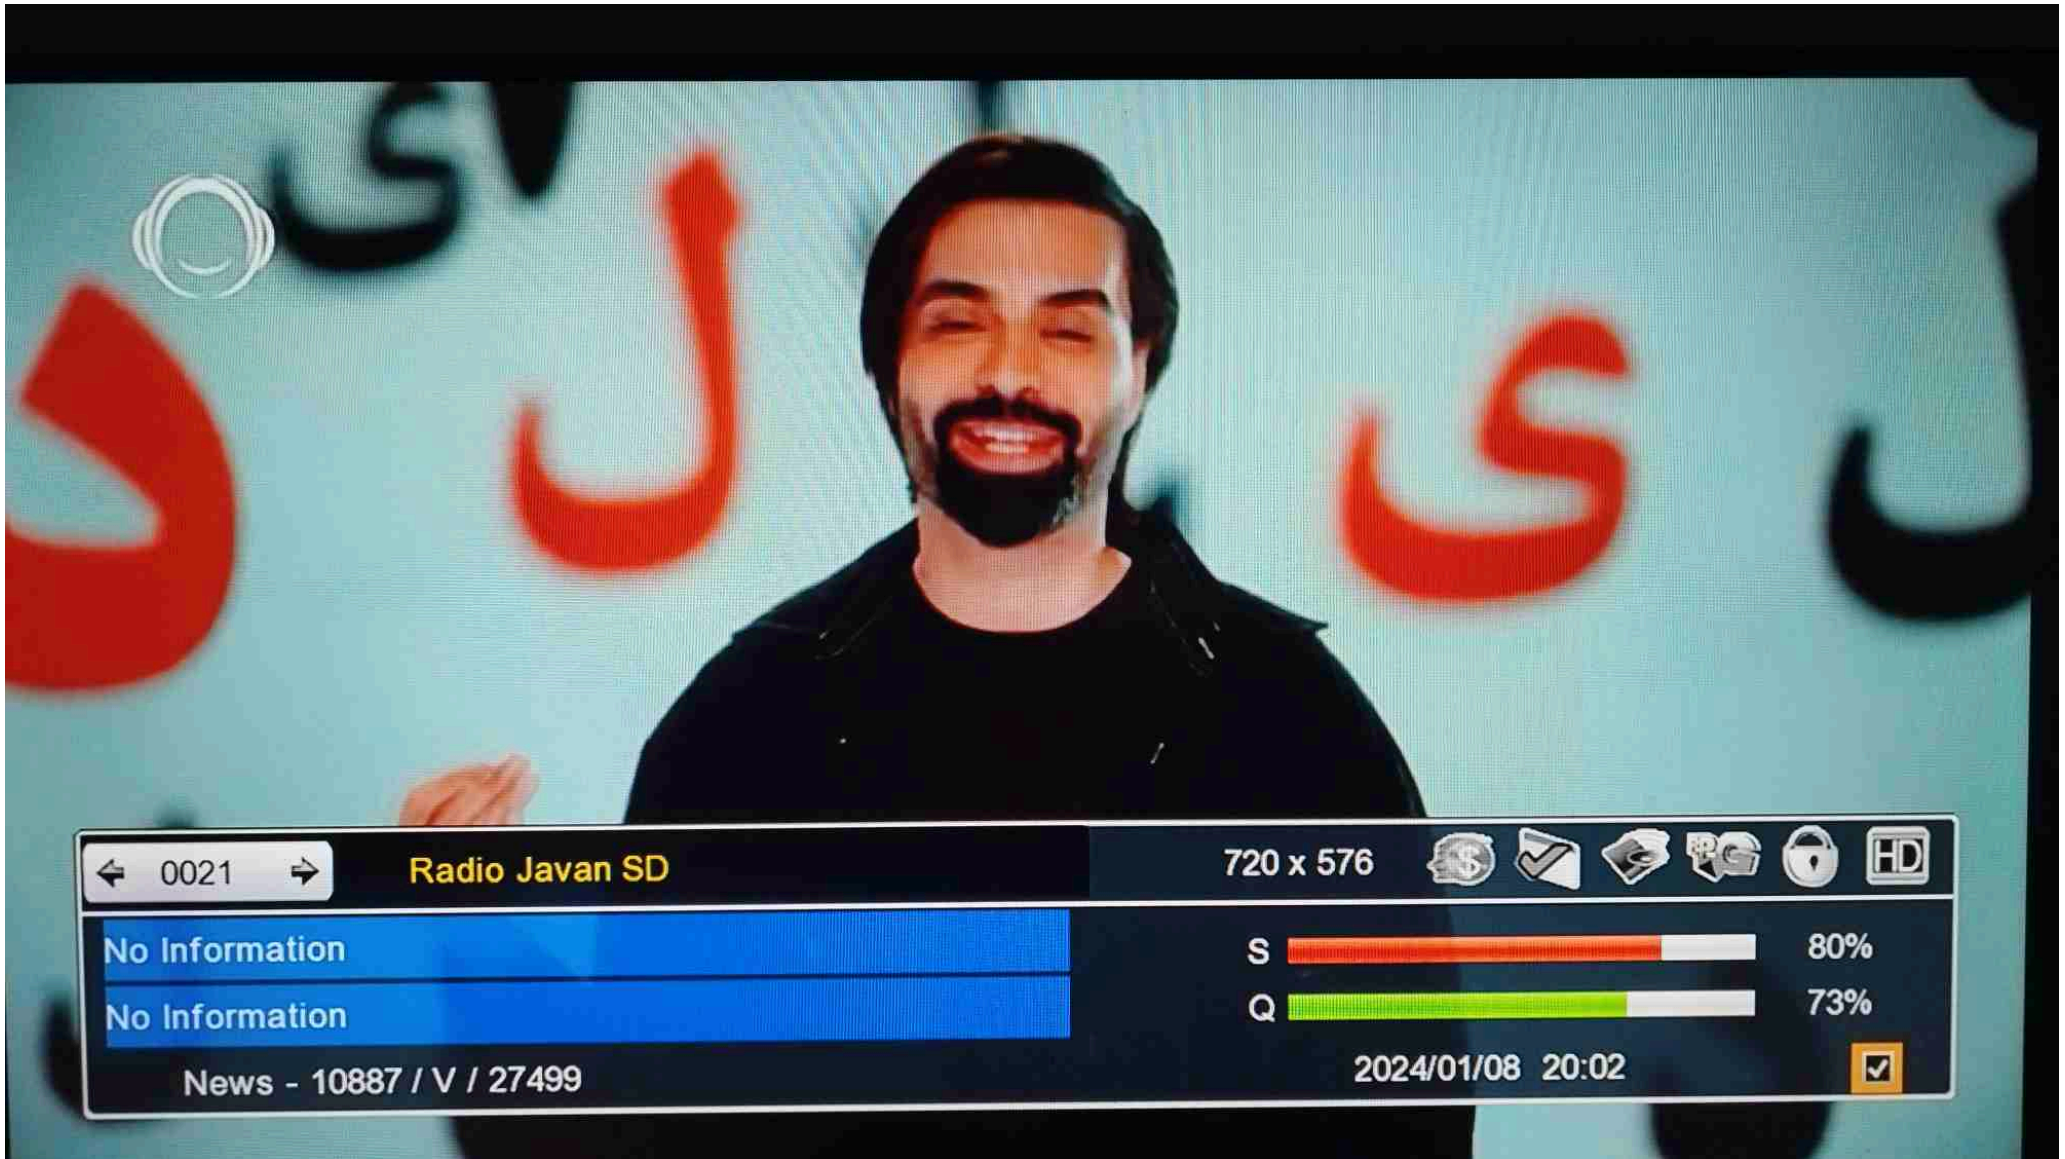 ى
ل
د
ى
ل
0021 Radio Javan SD 720 x 576 HD
No Information
No Information
S 80%
Q 73%
News - 10887 / V / 27499
2024/01/08 20:02